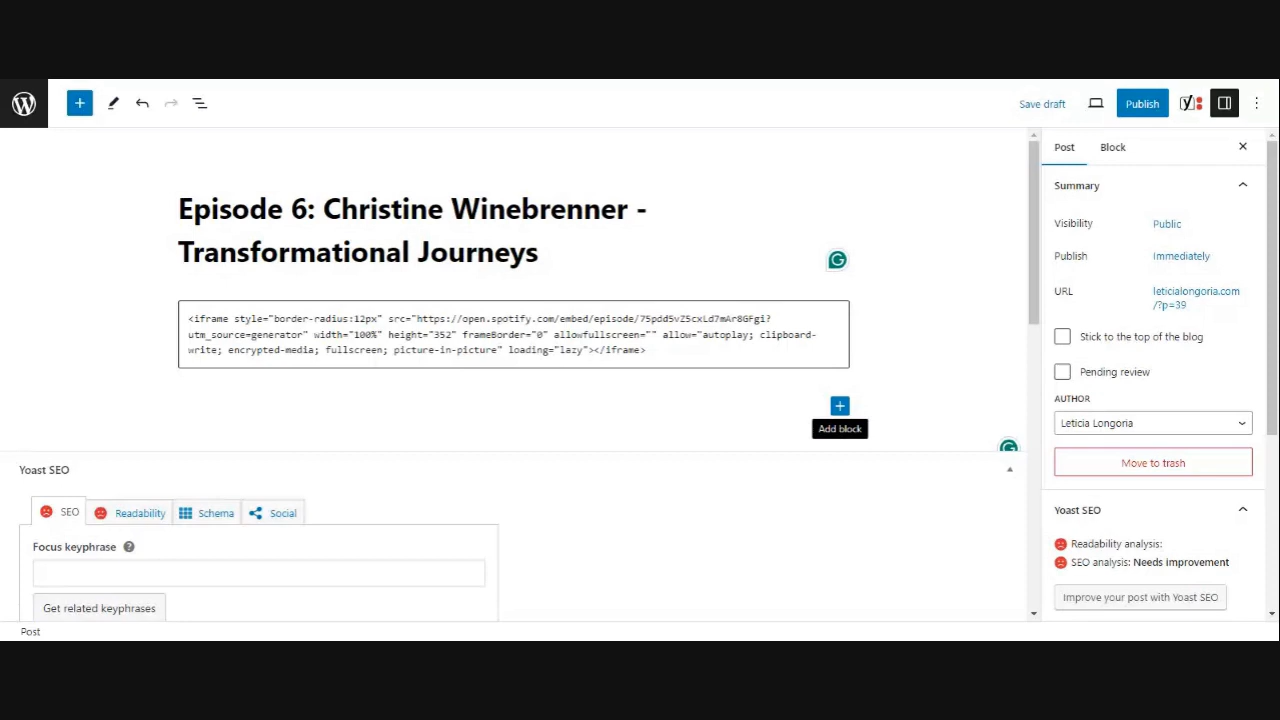 Save draft
Publish
Post
Block
Episode 6: Christine Winebrenner -
Transformational Journeys
Summary
Visibility
Public
Publish
Immediately
URL
leticialongoria.com
/?p=39
<iframe style="border-radius:12px" src="https://open.spotify.com/embed/episode/75pdd5vZ5cxLd7mAr8GFgi?
utm_source=generator" width="100%" height="352" frameBorder="0" allowfullscreen="" allow="autoplay; clipboard-
write; encrypted-media; fullscreen; picture-in-picture" loading="lazy"></iframe>
Stick to the top of the blog
Pending review
AUTHOR
Leticia Longoria
Add block
Move to trash
Yoast SEO
SEO
Readability
Schema
Social
Focus keyphrase
Get related keyphrases
Yoast SEO
Readability analysis:
SEO analysis: Needs improvement
Improve your post with Yoast SEO
Post